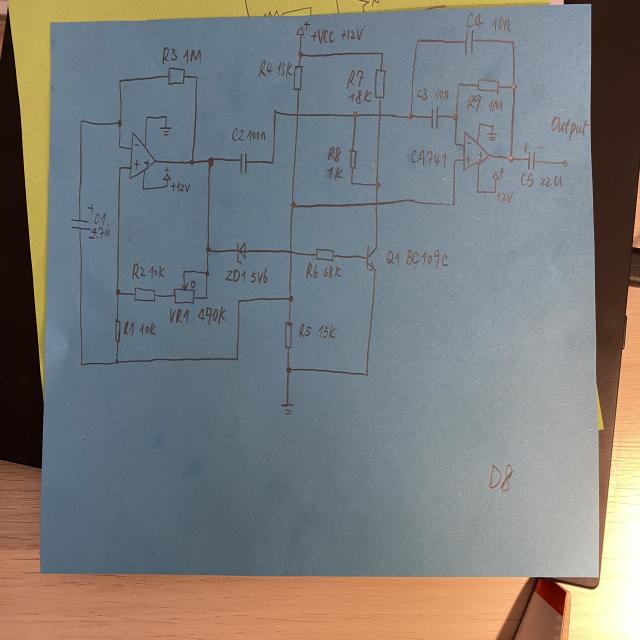 C4 10n
+VCC +12V
R3 1M
R4 15K
R7
18K
C3 10n
R9 1M
Output
C2 100n
R8
1K
CA741
+12V
12V
C5 22u
C1
4.7u
R2 10K
ZD1 5V6
R6 68K
Q1 BC109C
VR1 470K
R1 10K
R5 15K
D8